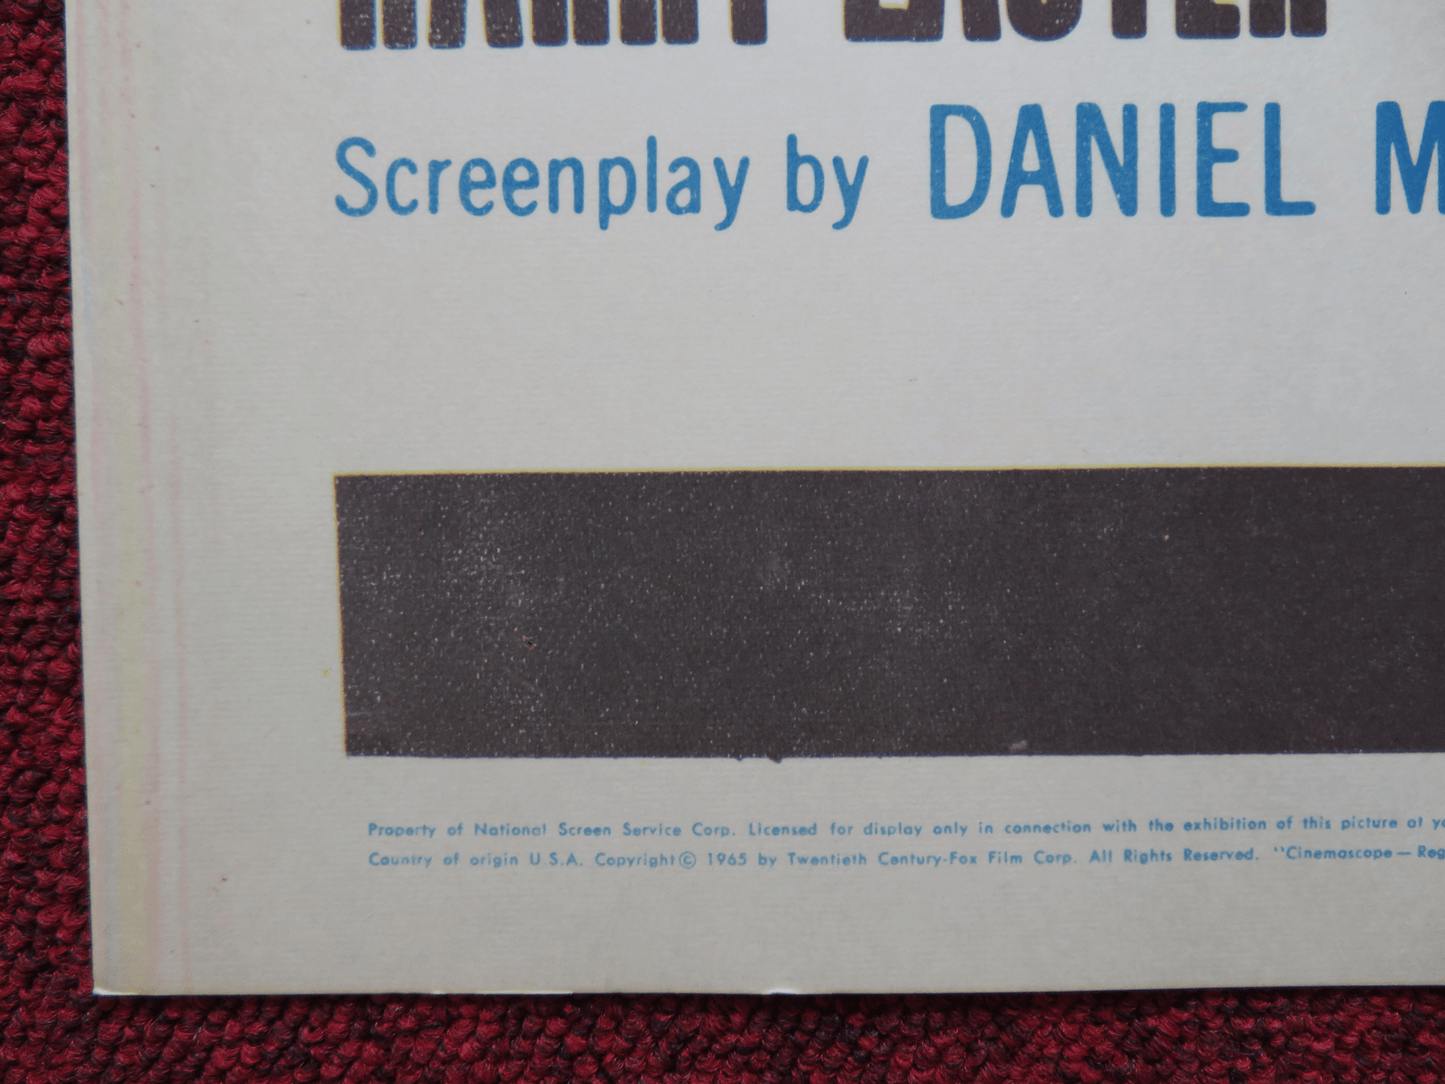 Screenplay by DANIEL M
Property of National Screen Service Corp. Licensed for display only in connection with the exhibition of this picture at
Country of origin U.S.A. Copyright © 1965 by Twentieth Century-Fox Film Corp. All Rights Reserved. "Cinemascope — Reg